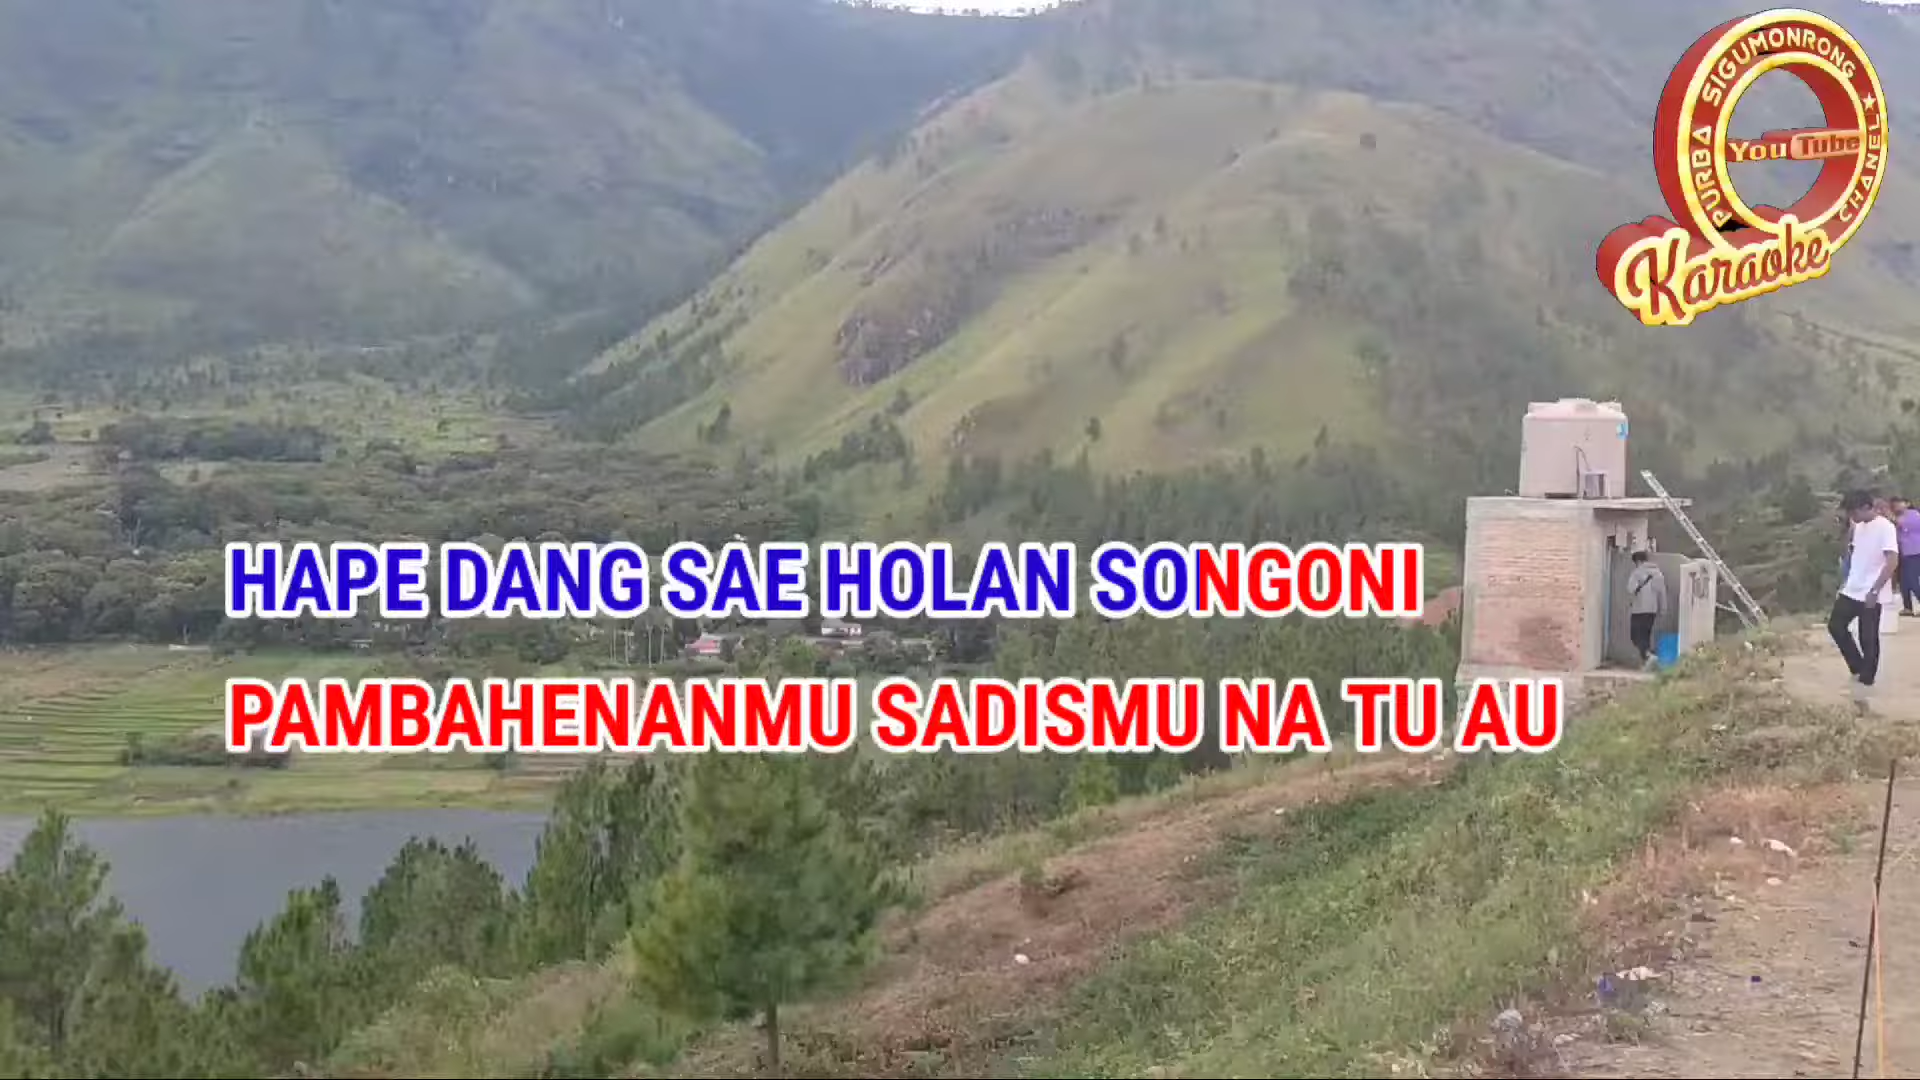 PURBA SIGUMONRONG ★ CHANEL
YouTube
Karaoke
HAPE DANG SAE HOLAN SONGONI
PAMBAHENANMU SADISMU NA TU AU